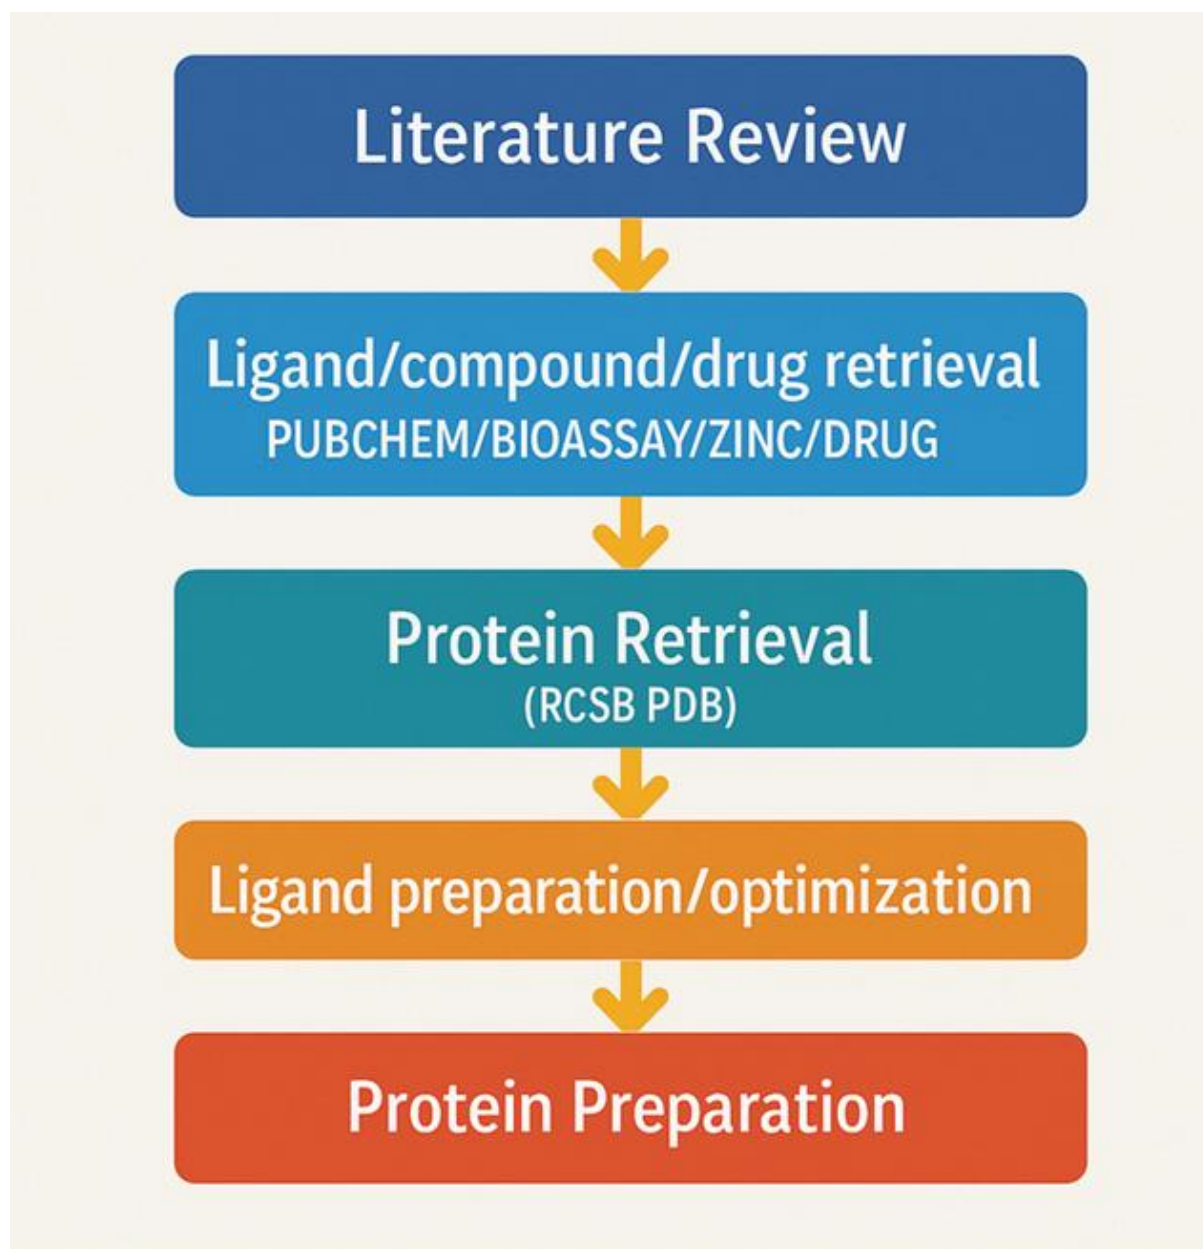 Literature Review
Ligand/compound/drug retrieval
PUBCHEM/BIOASSAY/ZINC/DRUG
Protein Retrieval
(RCSB PDB)
Ligand preparation/optimization
Protein Preparation